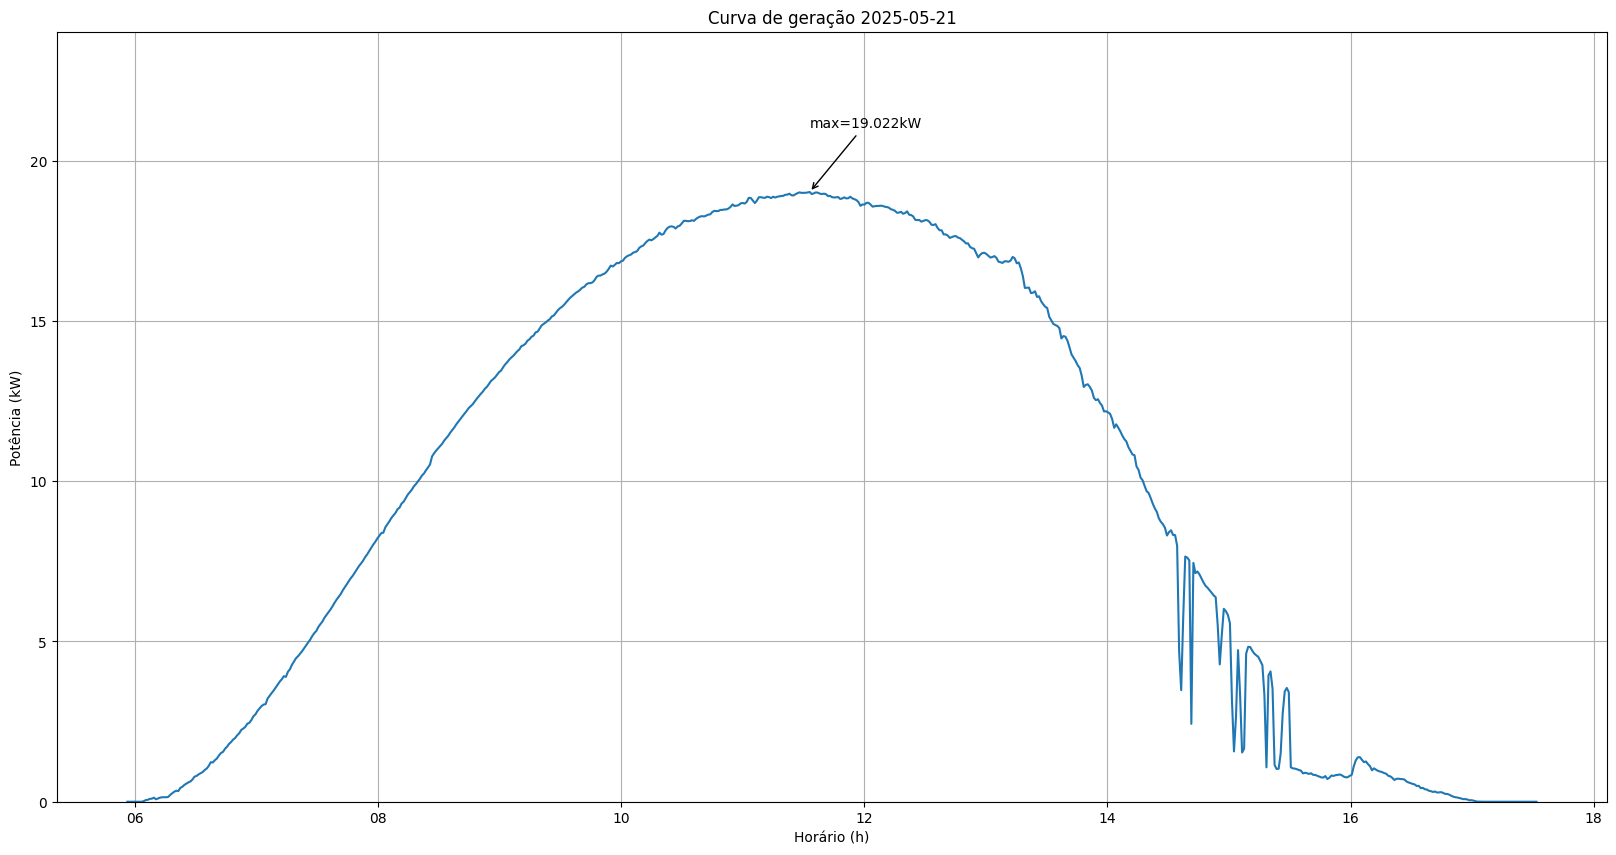 Curva de geração 2025-05-21
max=19.022kW
Potência (kW)
20
15
10
5
0
06 08 10 12 14 16 18
Horário (h)